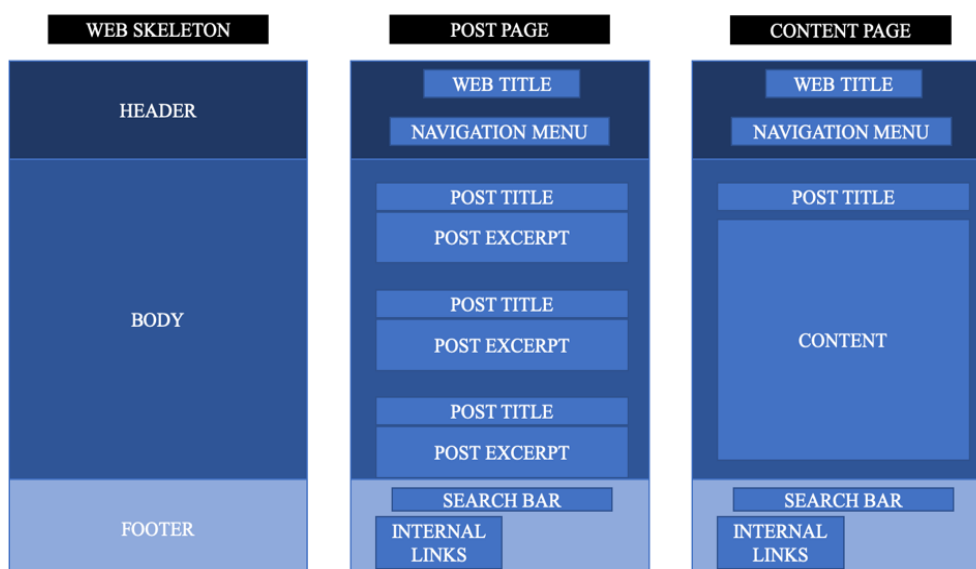 WEB SKELETON
HEADER
BODY
FOOTER
POST PAGE
WEB TITLE
NAVIGATION MENU
POST TITLE
POST EXCERPT
POST TITLE
POST EXCERPT
POST TITLE
POST EXCERPT
SEARCH BAR
INTERNAL
LINKS
CONTENT PAGE
WEB TITLE
NAVIGATION MENU
POST TITLE
CONTENT
SEARCH BAR
INTERNAL
LINKS